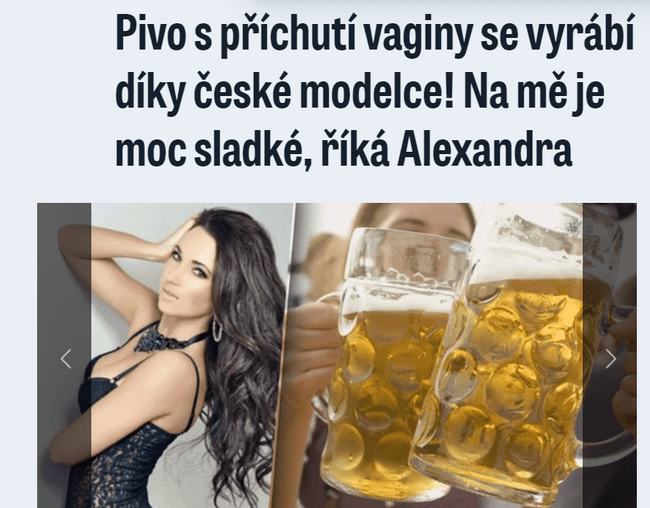 Pivo s příchutí vaginy se vyrábí
díky české modelce! Na mě je
moc sladké, říká Alexandra